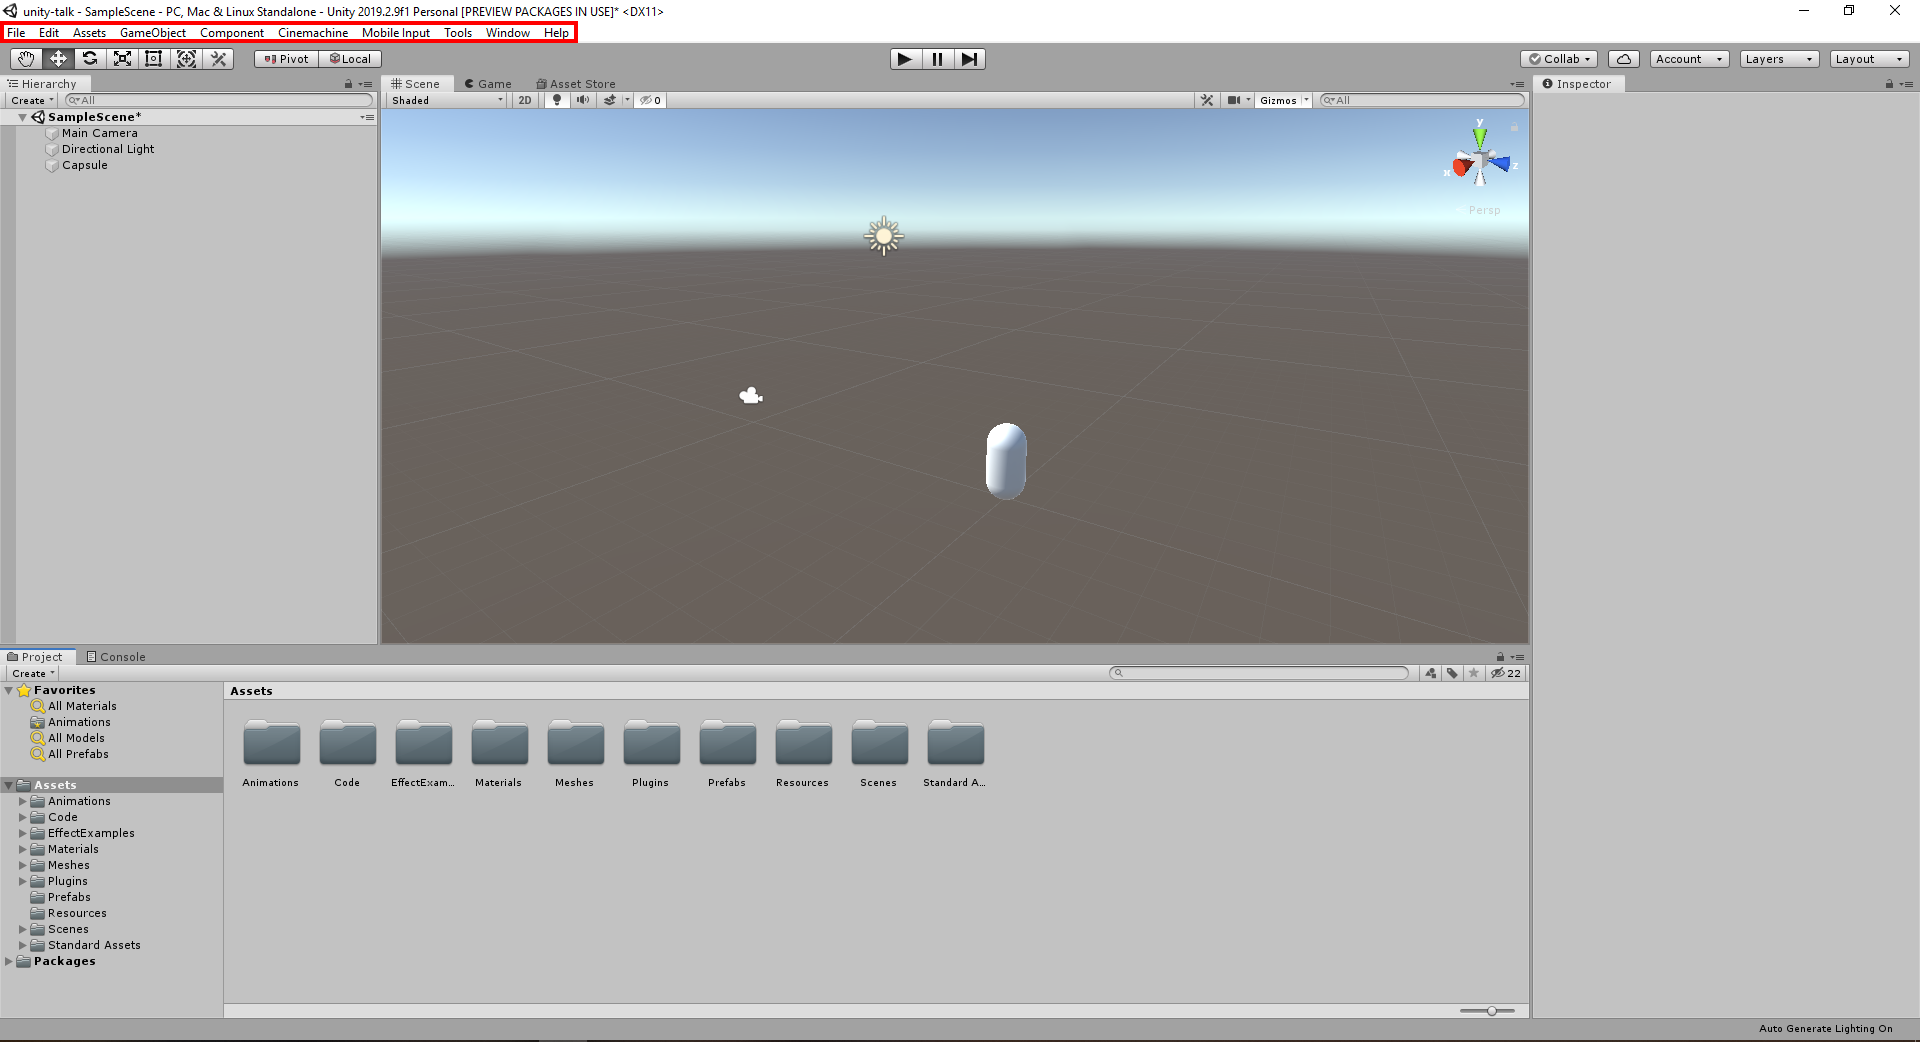 unity-talk - SampleScene - PC, Mac & Linux Standalone - Unity 2019.2.9f1 Personal [PREVIEW PACKAGES IN USE]* <DX11>
File Edit Assets GameObject Component Cinemachine Mobile Input Tools Window Help
Pivot Local Collab Account Layers Layout
Hierarchy Scene Game Asset Store Inspector
Create All Shaded 2D 0 Gizmos All
SampleScene*
Main Camera
Directional Light
Capsule
y
x
z
Persp
Project Console
Create 22
Favorites
All Materials
Animations
All Models
All Prefabs
Assets
Animations
Code
EffectExamples
Materials
Meshes
Plugins
Prefabs
Resources
Scenes
Standard Assets
Packages
Assets
Animations Code EffectExam... Materials Meshes Plugins Prefabs Resources Scenes Standard A...
Auto Generate Lighting On